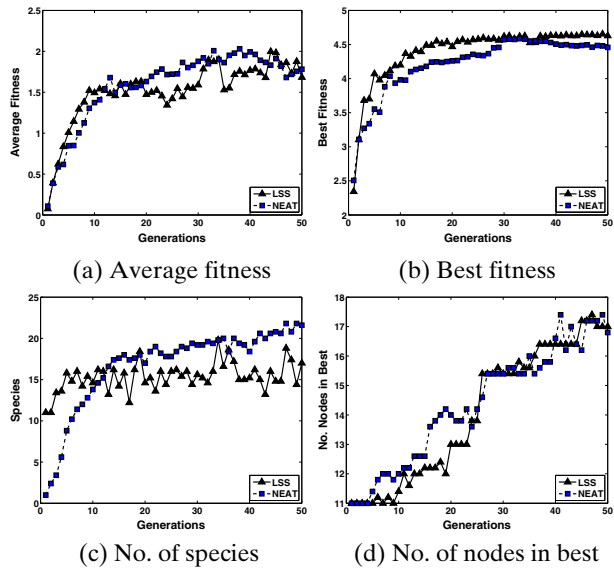 2.5
2
1.5
1
0.5
0
Average Fitness
0 10 20 30 40 50
Generations
LSS
NEAT
(a) Average fitness
5
4.5
4
3.5
3
2.5
2
Best Fitness
0 10 20 30 40 50
Generations
LSS
NEAT
(b) Best fitness
25
20
15
10
5
0
Species
0 10 20 30 40 50
Generations
LSS
NEAT
(c) No. of species
18
17
16
15
14
13
12
11
No. Nodes in Best
0 10 20 30 40 50
Generations
LSS
NEAT
(d) No. of nodes in best